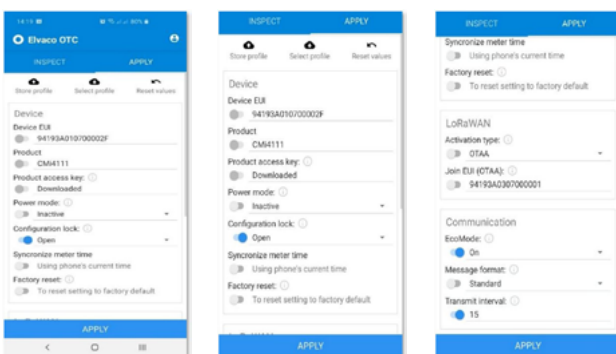 14:19
80%
Elvaco OTC
INSPECT APPLY
Store profile Select profile Reset values
Device
Device EUI
94193A010700002F
Product
CMi4111
Product access key:
Downloaded
Power mode:
Inactive
Configuration lock:
Open
Syncronize meter time
Using phone's current time
Factory reset:
To reset setting to factory default
APPLY
INSPECT APPLY
Store profile Select profile Reset values
Device
Device EUI
94193A010700002F
Product
CMi4111
Product access key:
Downloaded
Power mode:
Inactive
Configuration lock:
Open
Syncronize meter time
Using phone's current time
Factory reset:
To reset setting to factory default
APPLY
INSPECT APPLY
Syncronize meter time
Using phone's current time
Factory reset:
To reset setting to factory default
LoRaWAN
Activation type:
OTAA
Join EUI (OTAA):
94193A0307000001
Communication
EcoMode:
On
Message format:
Standard
Transmit interval:
15
APPLY